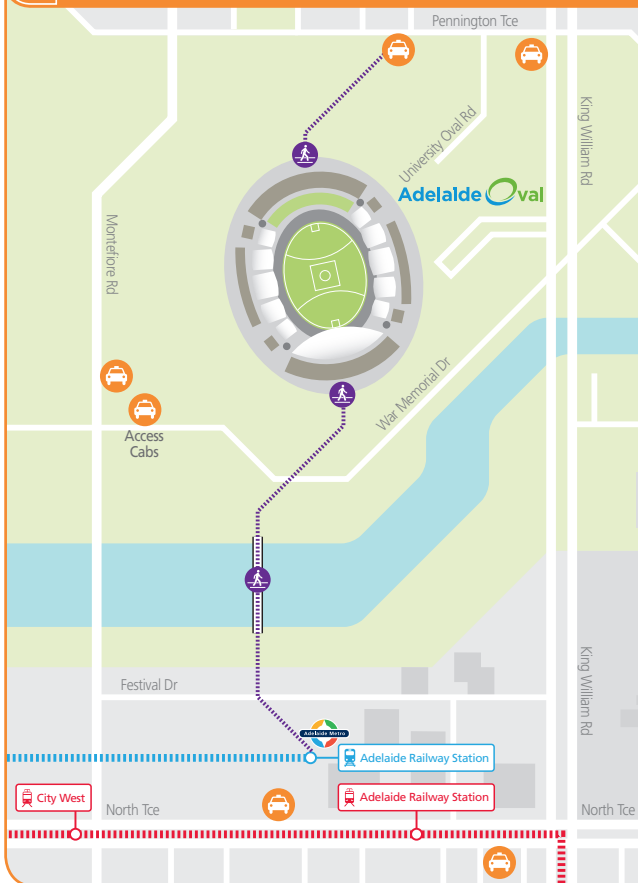 Pennington Tce
King William Rd
University Oval Rd
Adelaide Oval
Montefiore Rd
War Memorial Dr
Access
Cabs
King William Rd
Festival Dr
Adelaide Metro
Adelaide Railway Station
City West
Adelaide Railway Station
North Tce
North Tce